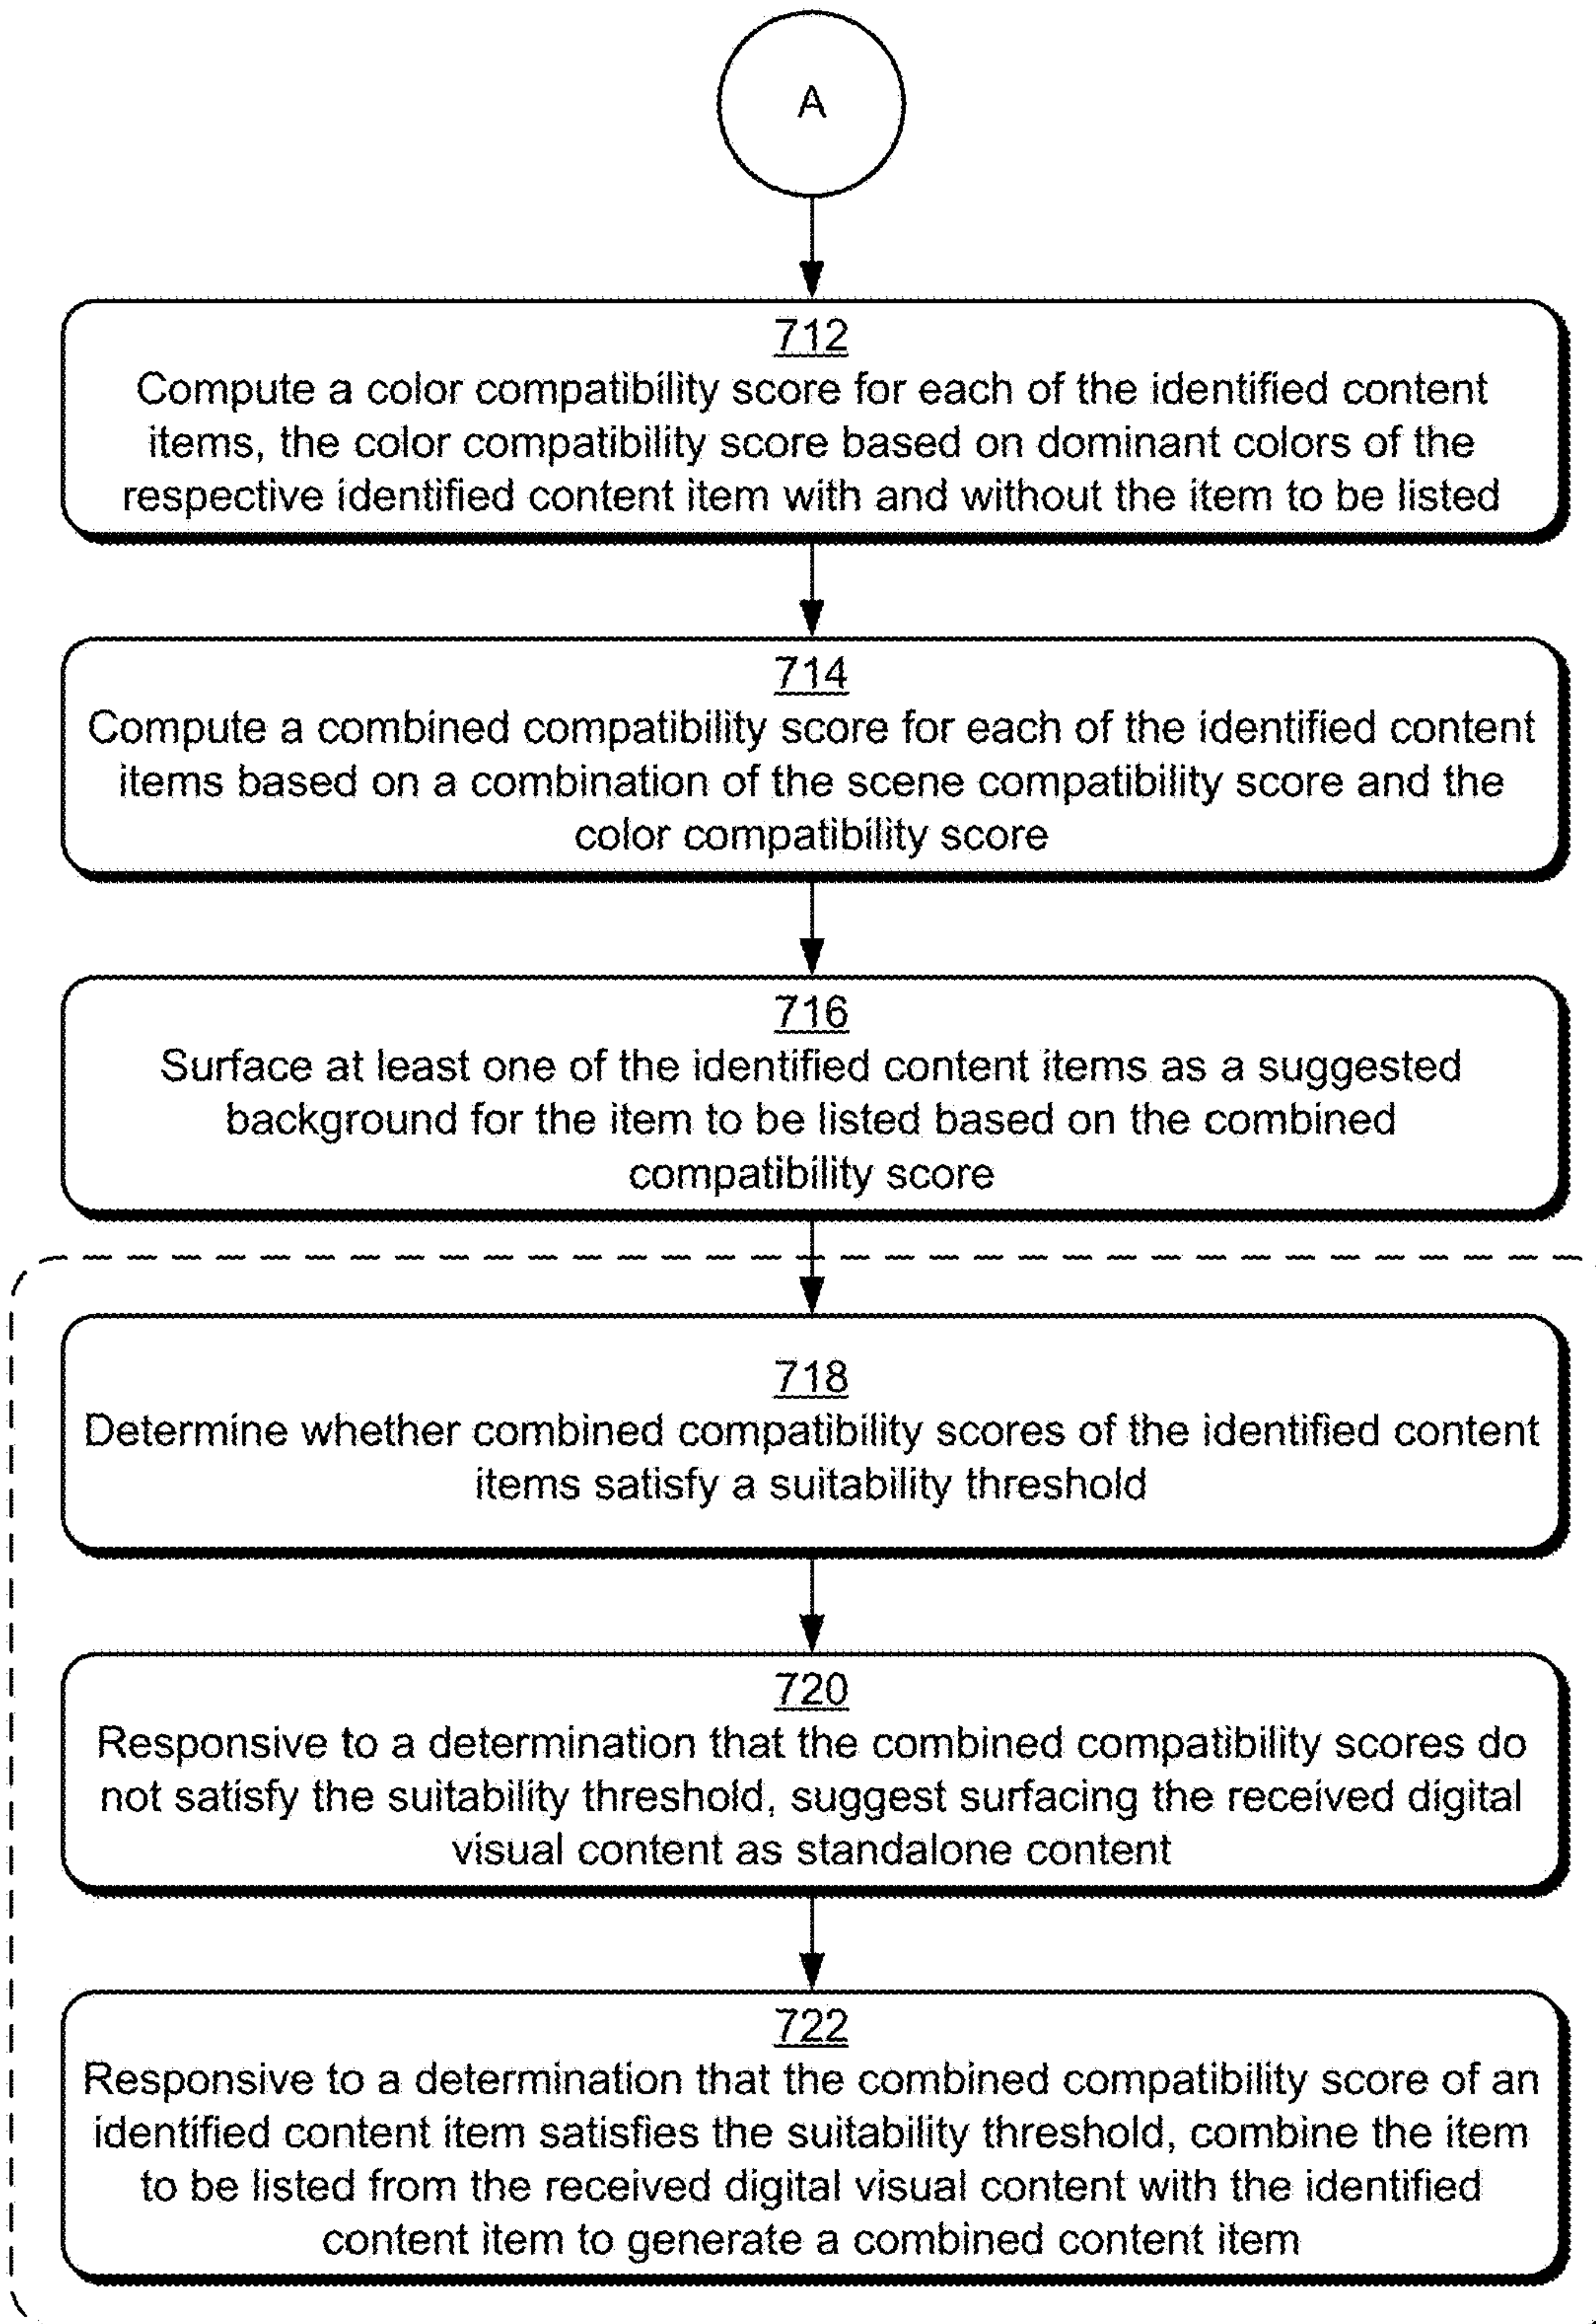 A
712
Compute a color compatibility score for each of the identified content
items, the color compatibility score based on dominant colors of the
respective identified content item with and without the item to be listed
714
Compute a combined compatibility score for each of the identified content
items based on a combination of the scene compatibility score and the
color compatibility score
716
Surface at least one of the identified content items as a suggested
background for the item to be listed based on the combined
compatibility score
718
Determine whether combined compatibility scores of the identified content
items satisfy a suitability threshold
720
Responsive to a determination that the combined compatibility scores do
not satisfy the suitability threshold, suggest surfacing the received digital
visual content as standalone content
722
Responsive to a determination that the combined compatibility score of an
identified content item satisfies the suitability threshold, combine the item
to be listed from the received digital visual content with the identified
content item to generate a combined content item